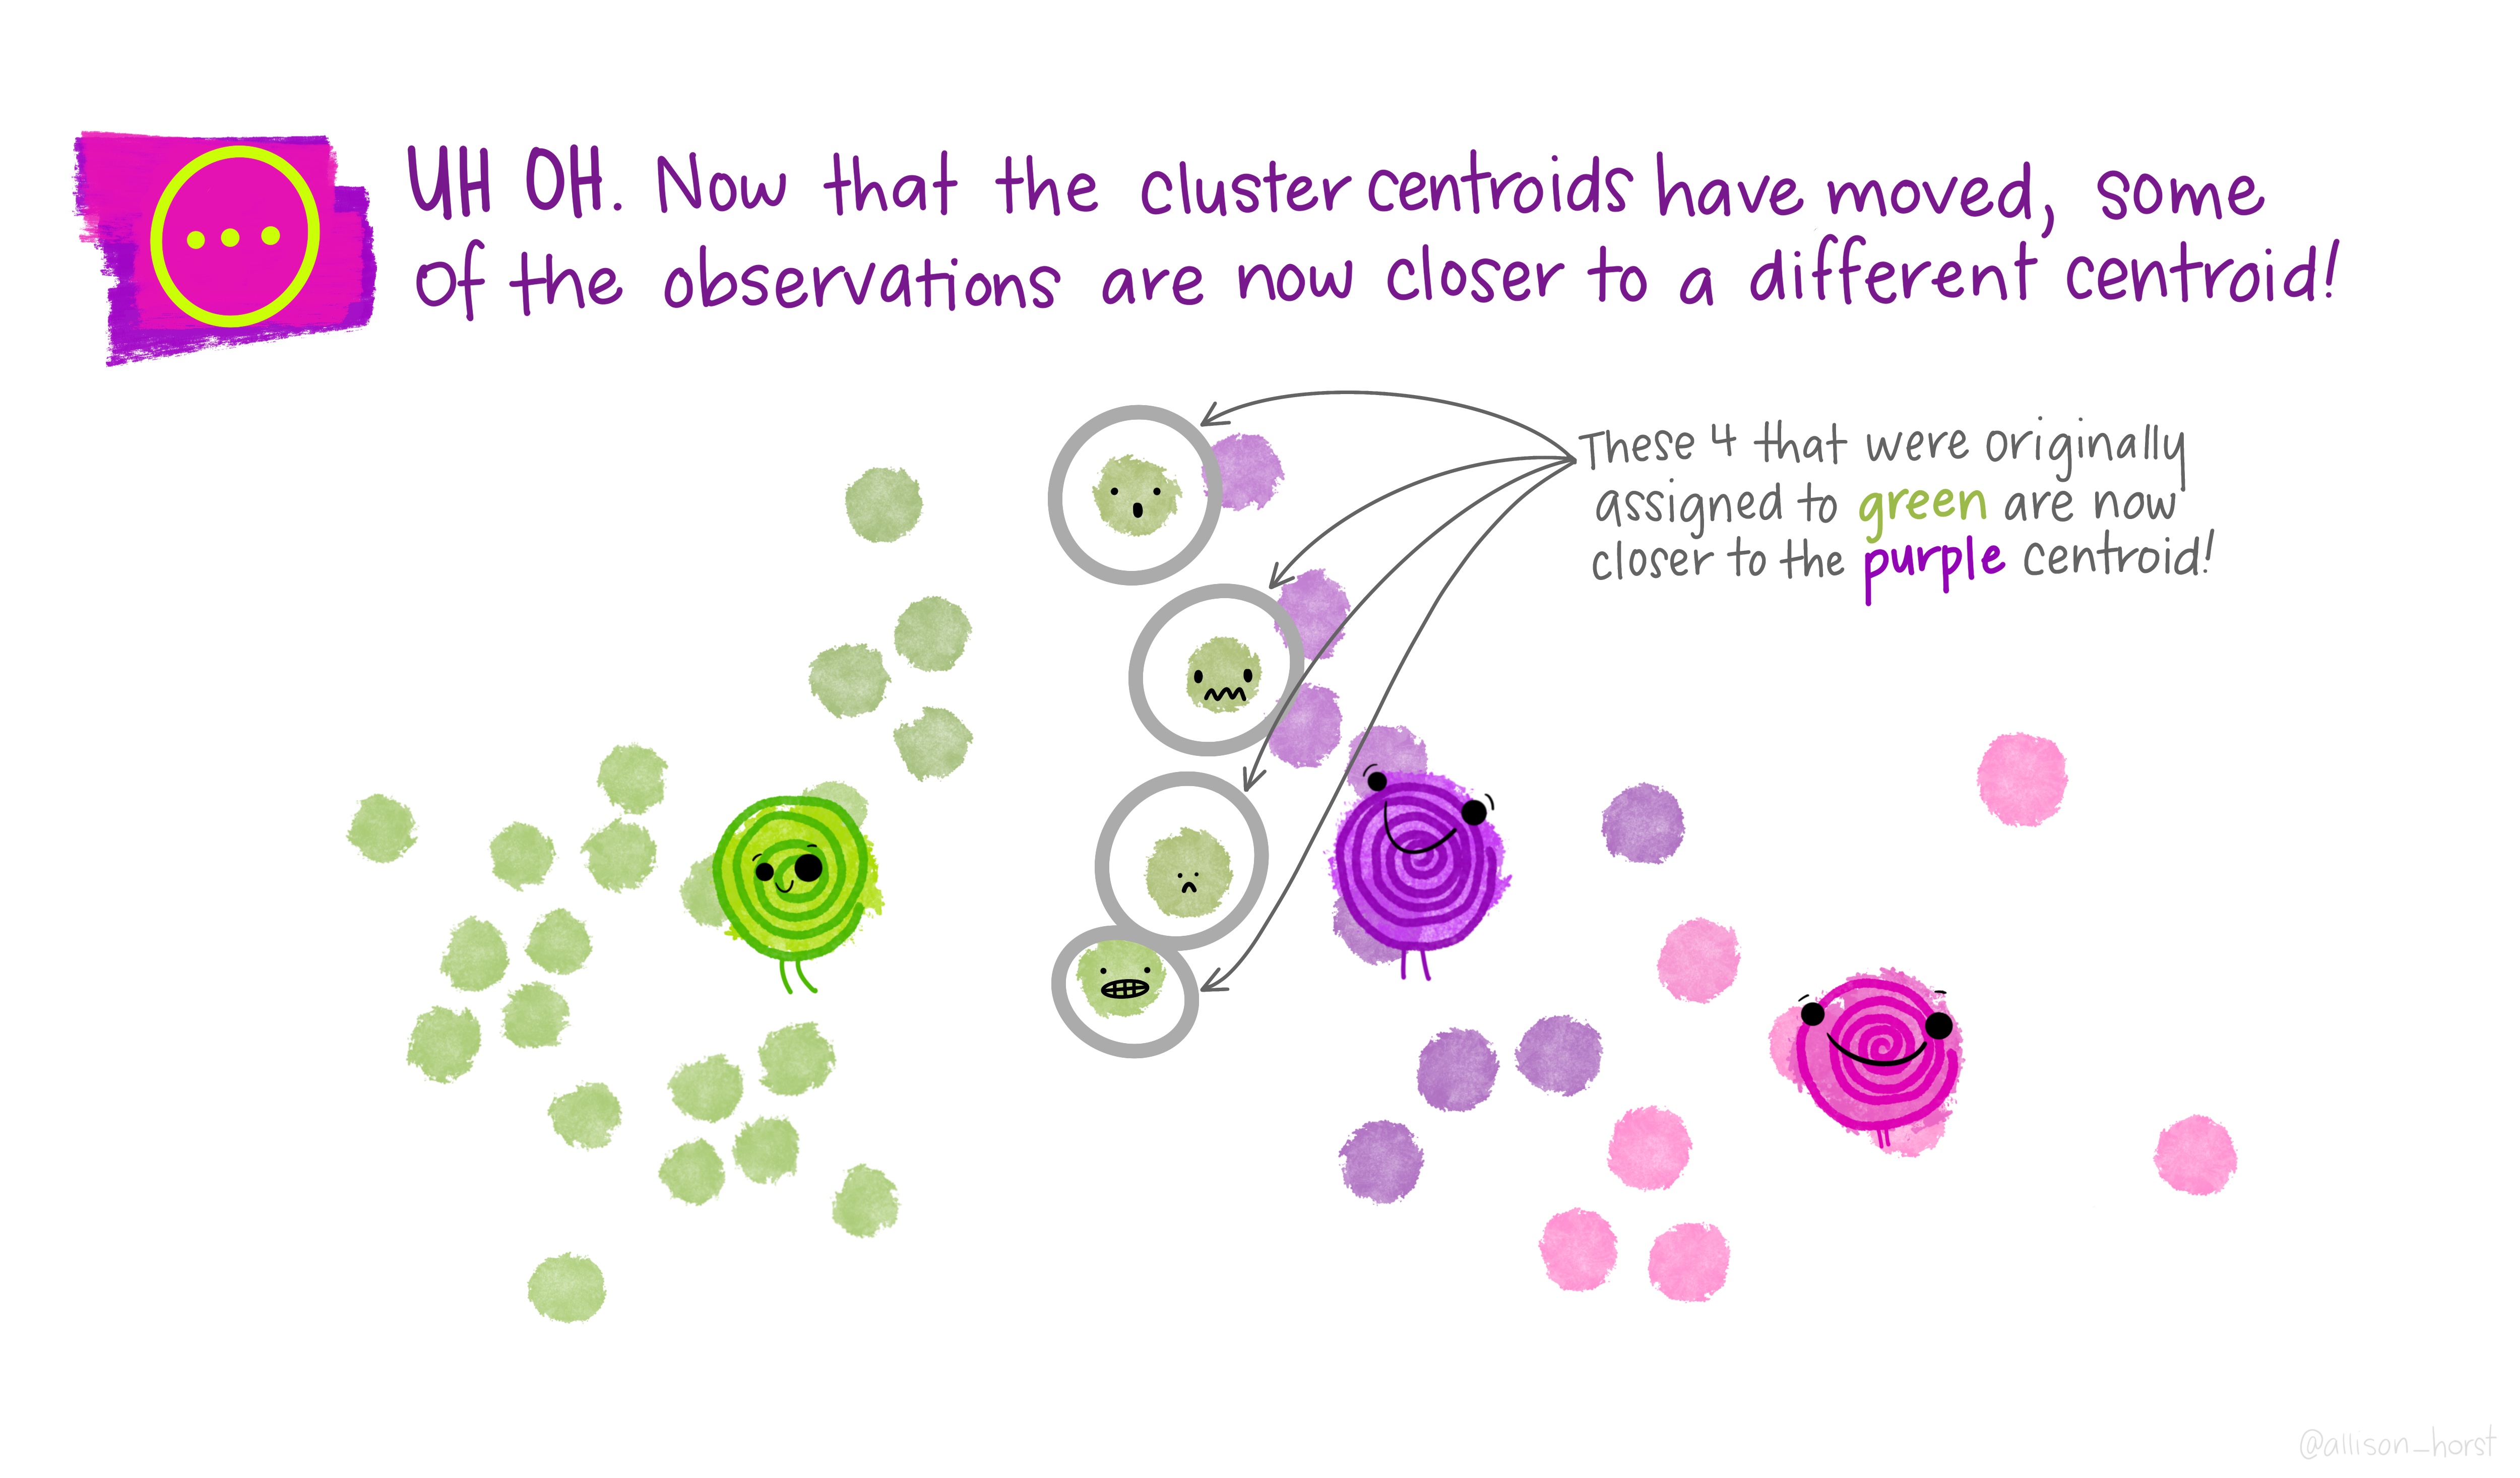 UH OH. Now that the cluster centroids have moved, some
of the observations are now closer to a different centroid!
These 4 that were originally
assigned to green are now
closer to the purple centroid!
@allison_horst